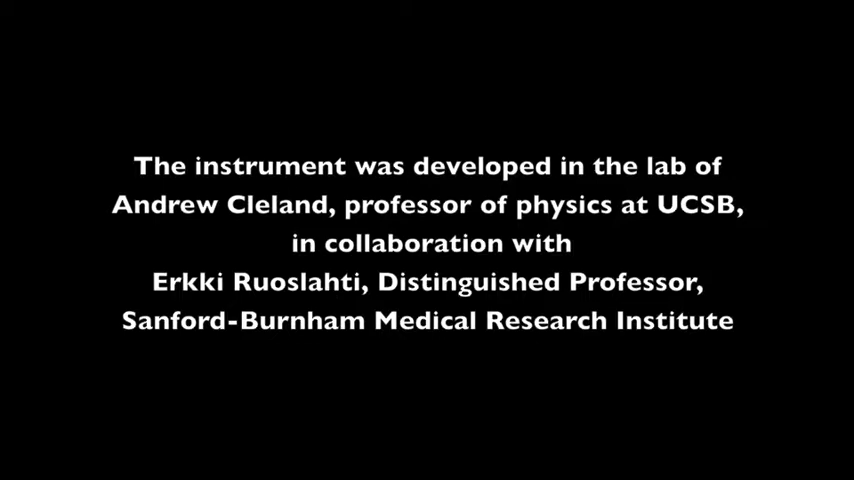 The instrument was developed in the lab of
Andrew Cleland, professor of physics at UCSB,
in collaboration with
Erkki Ruoslahti, Distinguished Professor,
Sanford-Burnham Medical Research Institute